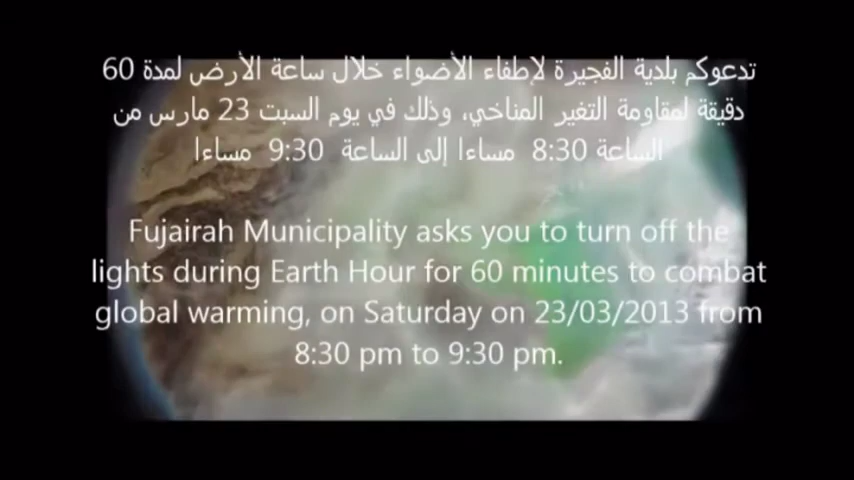 تدعوكم بلدية الفجيرة لإطفاء الأضواء خلال ساعة الأرض لمدة 60
دقيقة لمقاومة التغير المناخي، وذلك في يوم السبت 23 مارس من
الساعة 8:30 مساءا إلى الساعة 9:30 مساءا
Fujairah Municipality asks you to turn off the
lights during Earth Hour for 60 minutes to combat
global warming, on Saturday on 23/03/2013 from
8:30 pm to 9:30 pm.